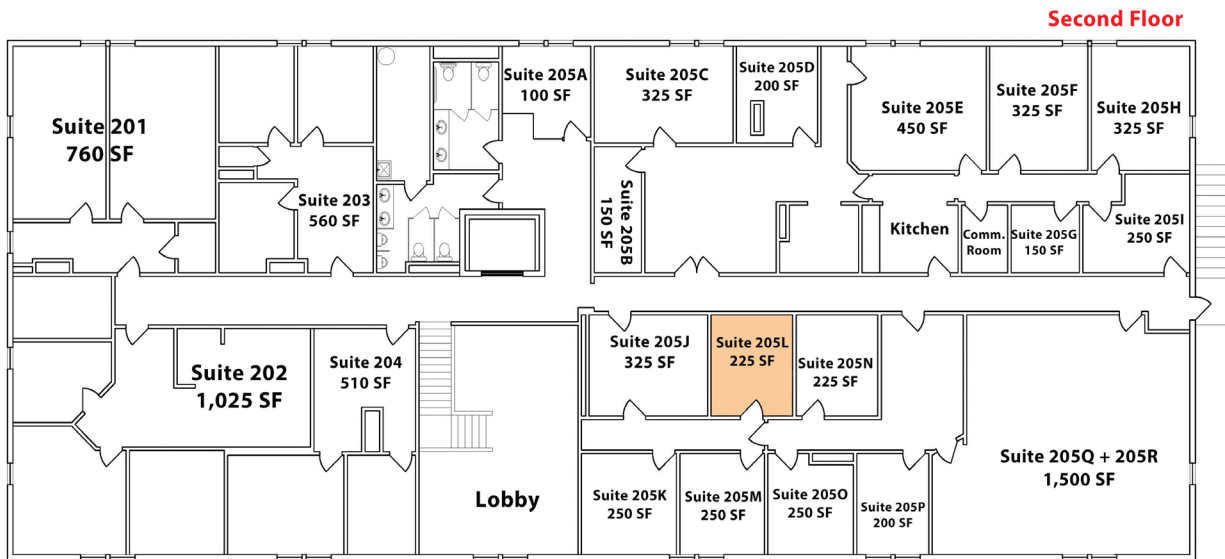 Second Floor
Suite 201
760 SF
Suite 203
560 SF
Suite 205A
100 SF
Suite 205C
325 SF
Suite 205D
200 SF
Suite 205E
450 SF
Suite 205F
325 SF
Suite 205H
325 SF
Suite 205B
150 SF
Kitchen
Comm.
Room
Suite 205G
150 SF
Suite 205I
250 SF
Suite 202
1,025 SF
Suite 204
510 SF
Suite 205J
325 SF
Suite 205L
225 SF
Suite 205N
225 SF
Lobby
Suite 205K
250 SF
Suite 205M
250 SF
Suite 205O
250 SF
Suite 205P
200 SF
Suite 205Q + 205R
1,500 SF